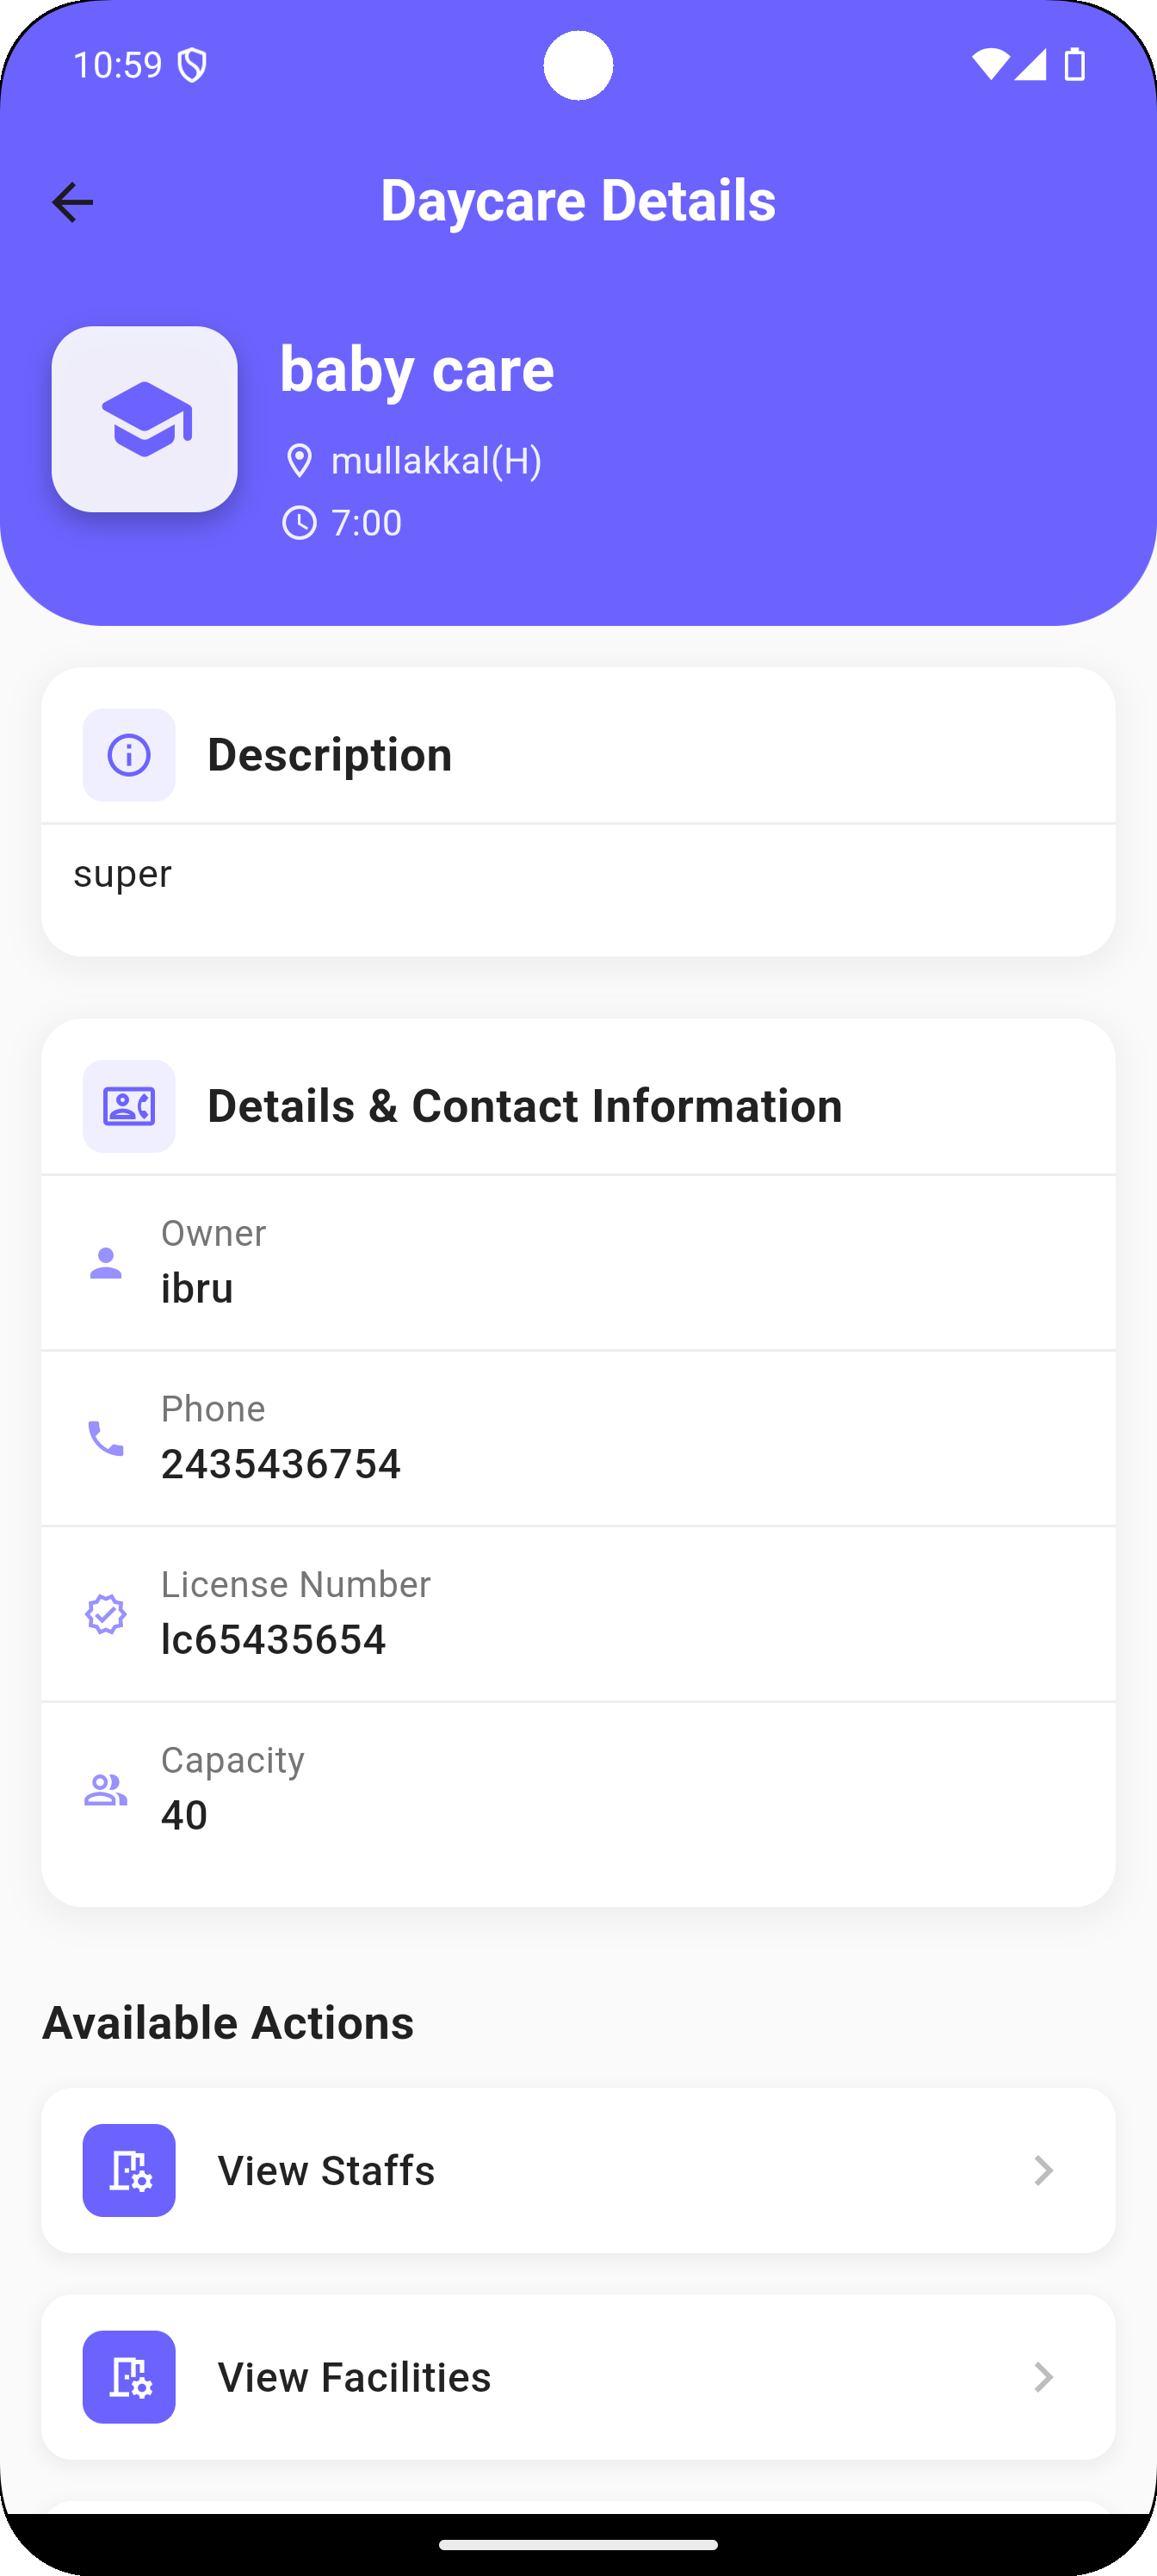 10:59
Daycare Details
baby care
mullakkal(H)
7:00
Description
super
Details & Contact Information
Owner
ibru
Phone
2435436754
License Number
lc65435654
Capacity
40
Available Actions
View Staffs
View Facilities